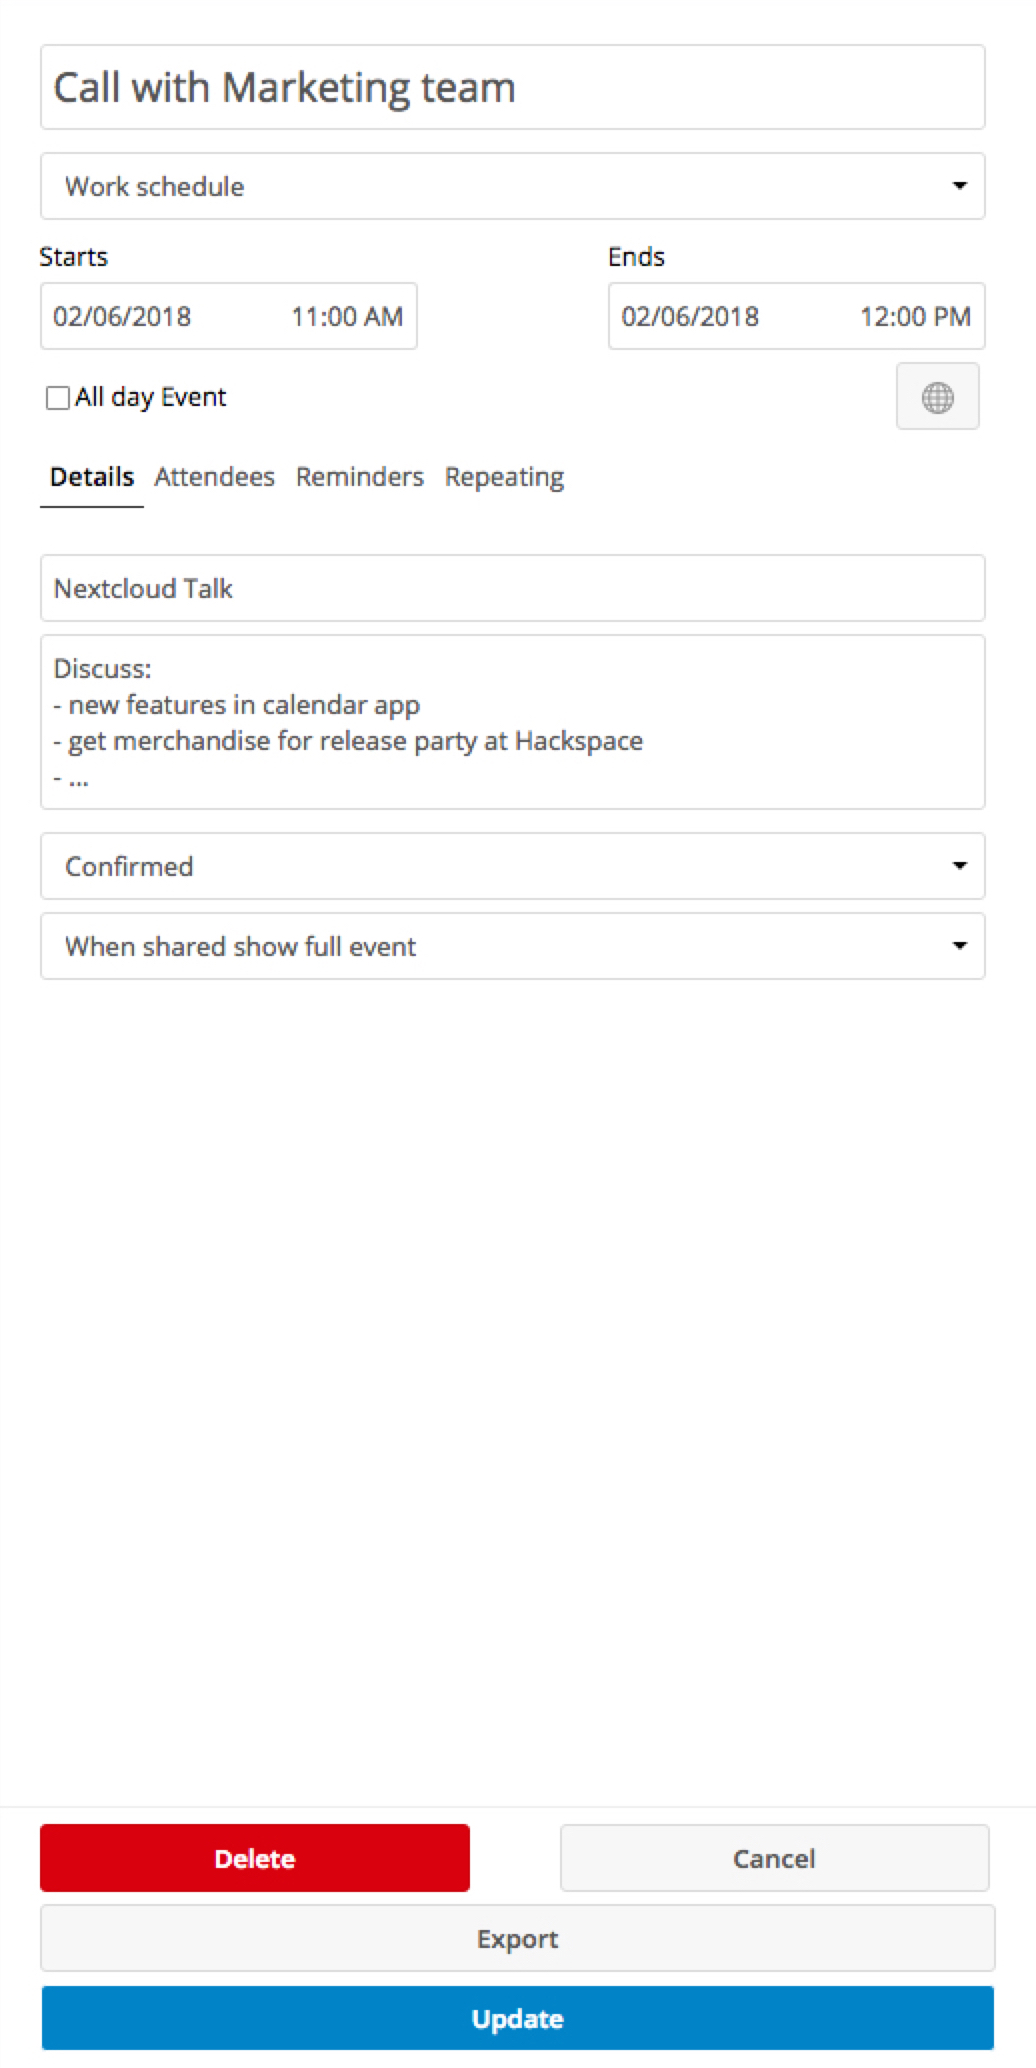 Call with Marketing team
Work schedule
Starts Ends
02/06/2018 11:00 AM 02/06/2018 12:00 PM
All day Event
Details Attendees Reminders Repeating
Nextcloud Talk
Discuss:
- new features in calendar app
- get merchandise for release party at Hackspace
- ...
Confirmed
When shared show full event
Delete Cancel
Export
Update